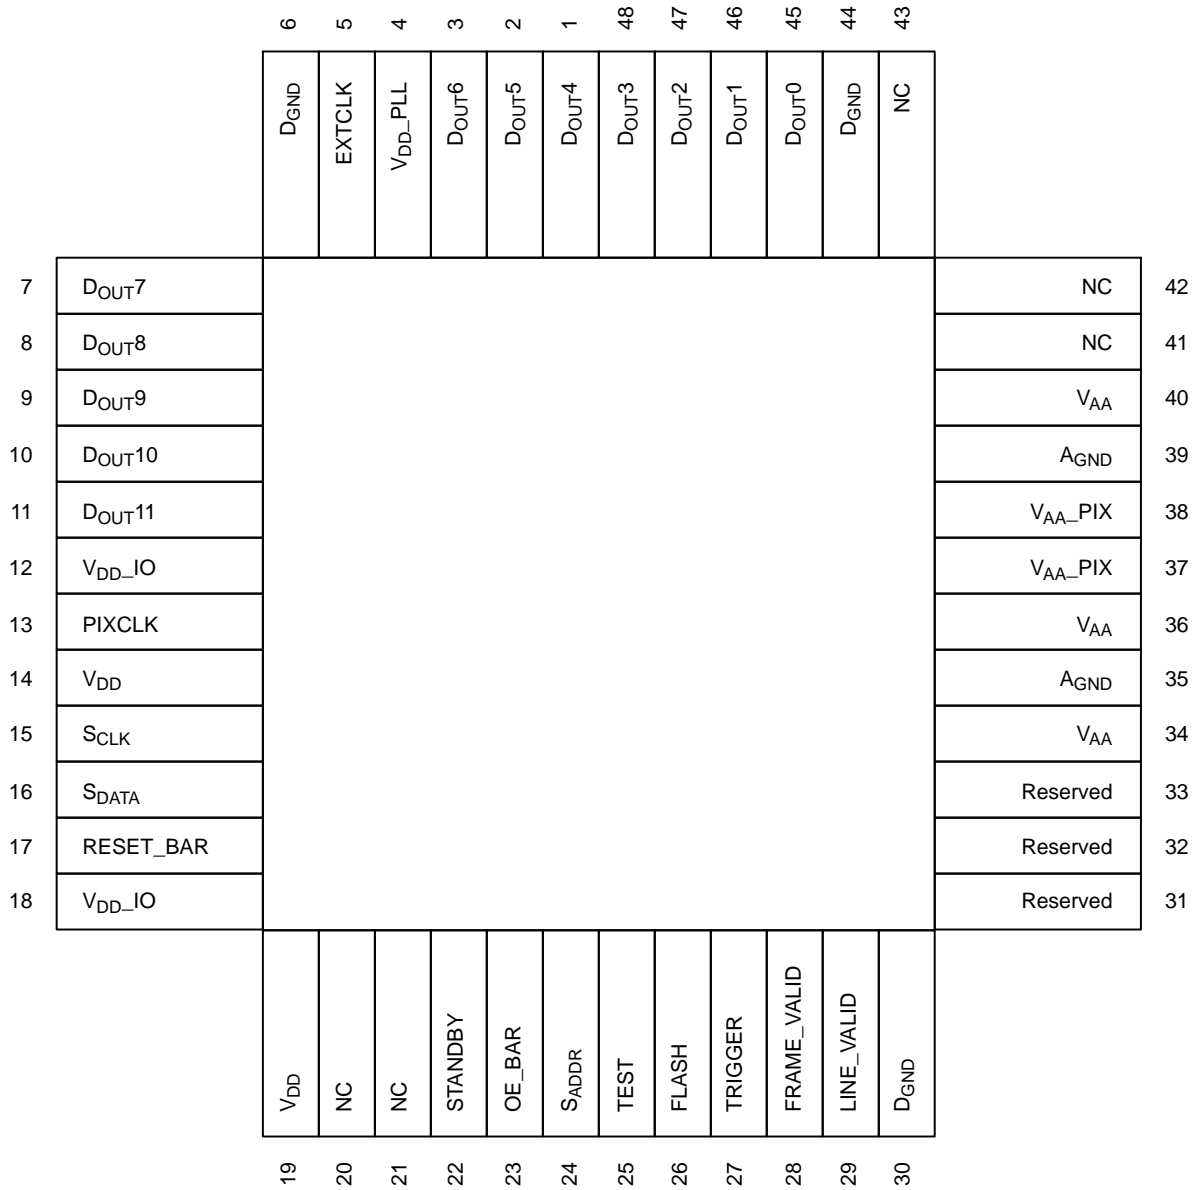 6 5 4 3 2 1 48 47 46 45 44 43
DGND
EXTCLK
VDD_PLL
DOUT6
DOUT5
DOUT4
DOUT3
DOUT2
DOUT1
DOUT0
DGND
NC
7 DOUT7
8 DOUT8
9 DOUT9
10 DOUT10
11 DOUT11
12 VDD_IO
13 PIXCLK
14 VDD
15 SCLK
16 SDATA
17 RESET_BAR
18 VDD_IO
NC 42
NC 41
VAA 40
AGND 39
VAA_PIX 38
VAA_PIX 37
VAA 36
AGND 35
VAA 34
Reserved 33
Reserved 32
Reserved 31
VDD
NC
NC
STANDBY
OE_BAR
SADDR
TEST
FLASH
TRIGGER
FRAME_VALID
LINE_VALID
DGND
19 20 21 22 23 24 25 26 27 28 29 30